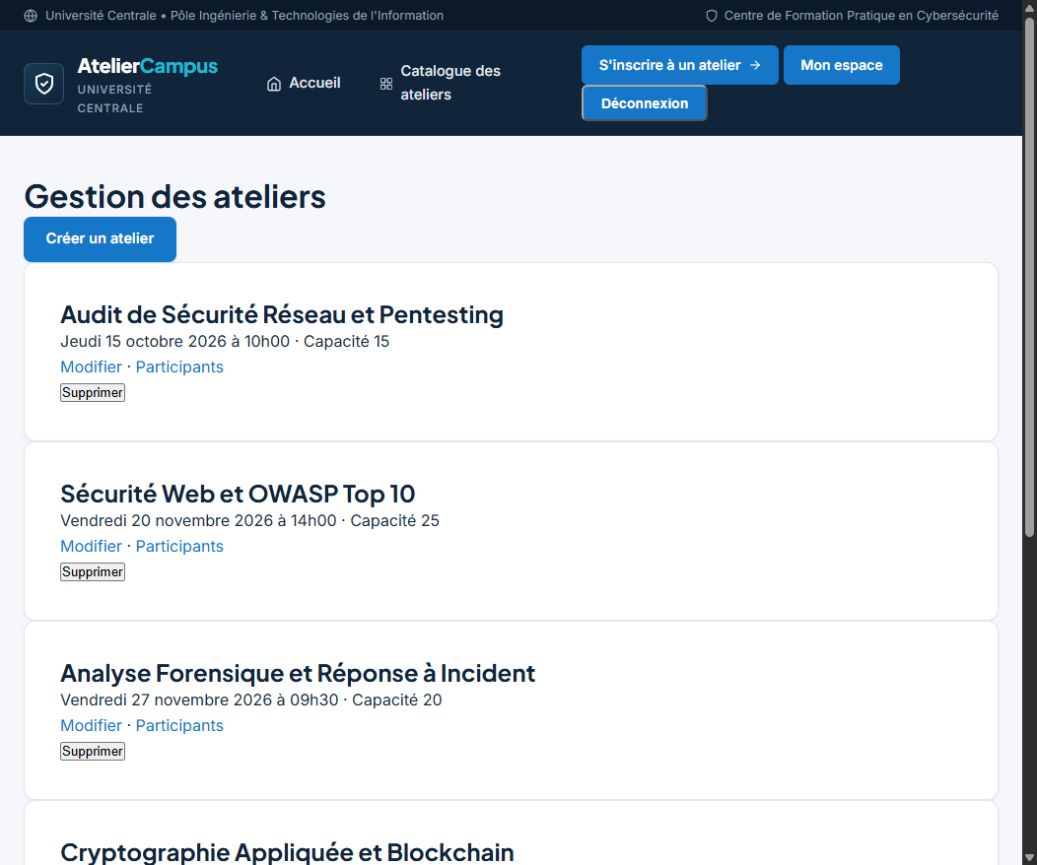 Université Centrale • Pôle Ingénierie & Technologies de l'Information
Centre de Formation Pratique en Cybersécurité
AtelierCampus
UNIVERSITÉ
CENTRALE
Accueil
Catalogue des
ateliers
S'inscrire à un atelier →
Mon espace
Déconnexion
Gestion des ateliers
Créer un atelier
Audit de Sécurité Réseau et Pentesting
Jeudi 15 octobre 2026 à 10h00 · Capacité 15
Modifier · Participants
Supprimer
Sécurité Web et OWASP Top 10
Vendredi 20 novembre 2026 à 14h00 · Capacité 25
Modifier · Participants
Supprimer
Analyse Forensique et Réponse à Incident
Vendredi 27 novembre 2026 à 09h30 · Capacité 20
Modifier · Participants
Supprimer
Cryptographie Appliquée et Blockchain